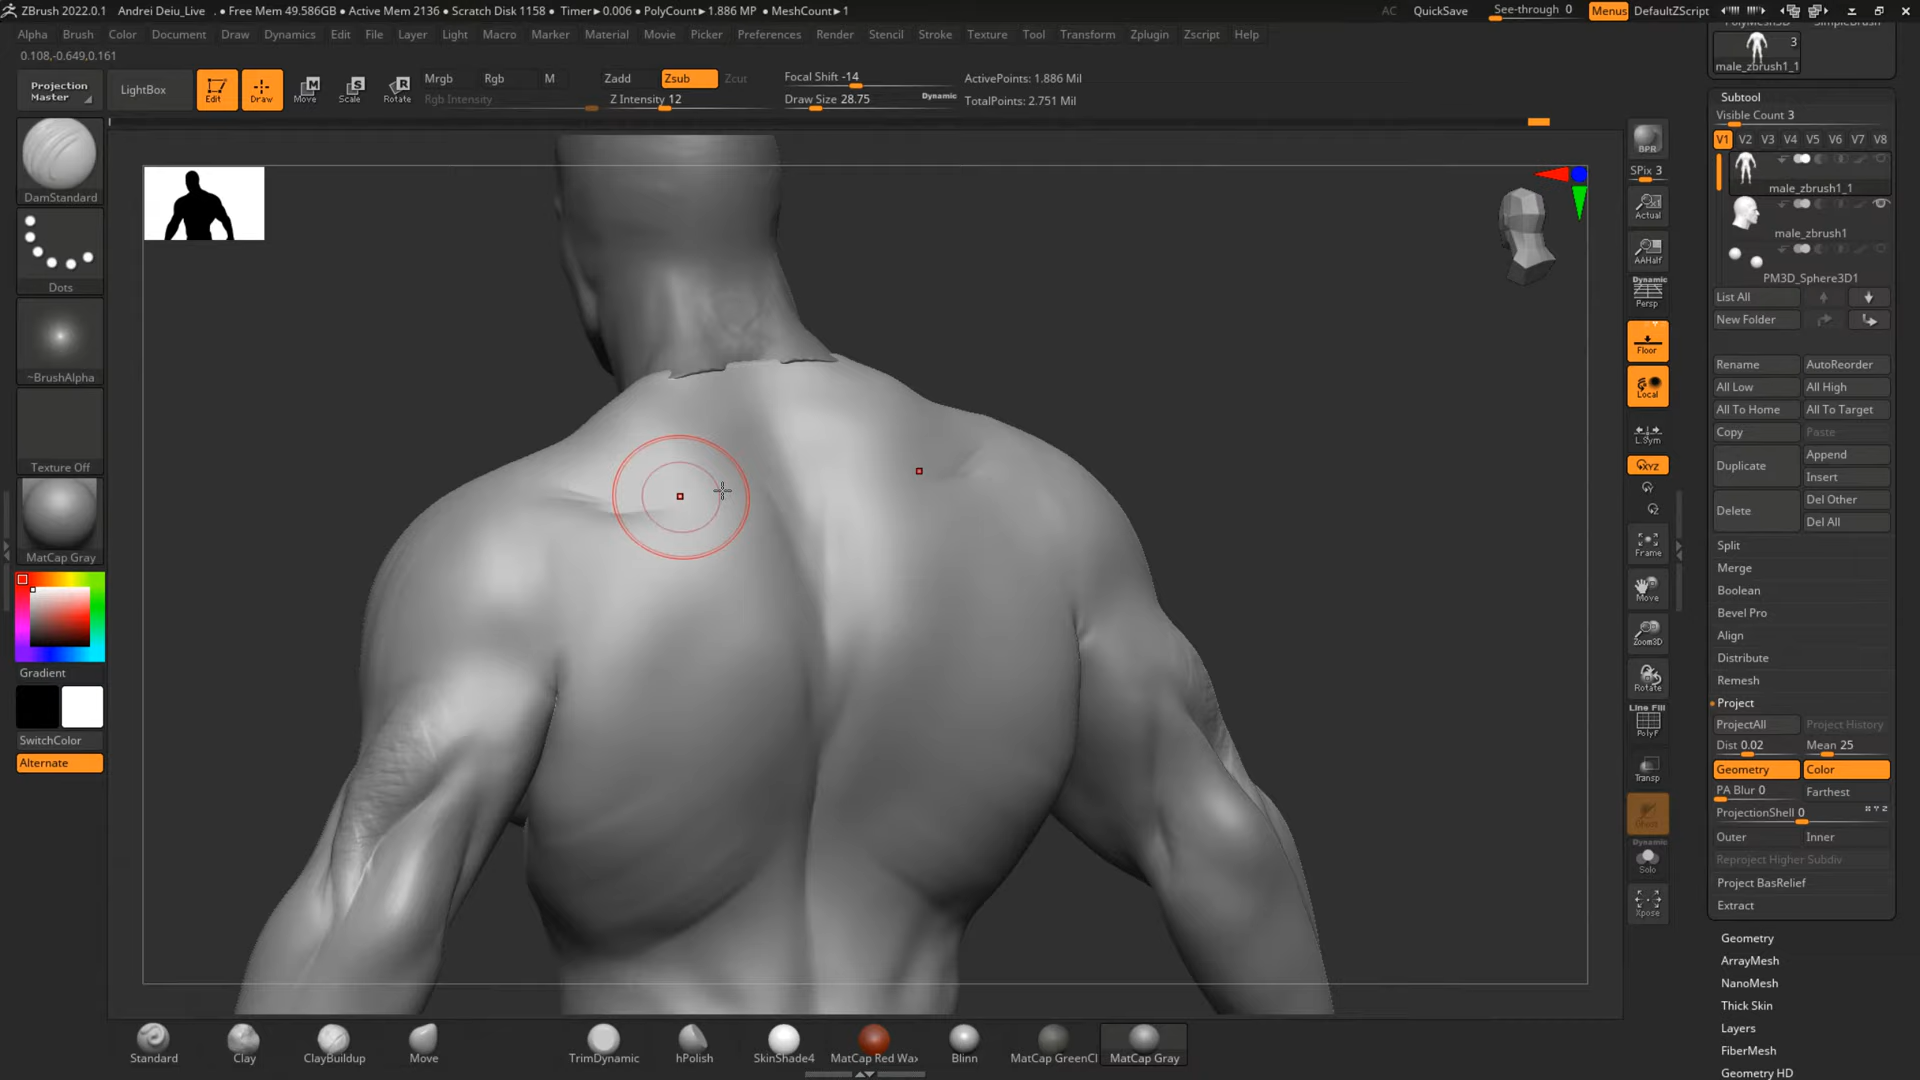 ZBrush 2022.0.1 Andrei Deiu_Live . • Free Mem 49.586GB • Active Mem 2136 • Scratch Disk 1158 • Timer▸0.006 • PolyCount▸1.886 MP • MeshCount▸1 AC QuickSave See-through 0 Menus DefaultZScript
Alpha Brush Color Document Draw Dynamics Edit File Layer Light Macro Marker Material Movie Picker Preferences Render Stencil Stroke Texture Tool Transform Zplugin Zscript Help
0.108,-0.649,0.161
Projection Master
LightBox
Edit
Draw
Move
Scale
Rotate
Mrgb Rgb M
Rgb Intensity
Zadd Zsub Zcut
Z Intensity 12
Focal Shift -14
Draw Size 28.75 Dynamic
ActivePoints: 1.886 Mil
TotalPoints: 2.751 Mil
DamStandard
Dots
~BrushAlpha
Texture Off
MatCap Gray
Gradient
SwitchColor
Alternate
BPR
SPix 3
Actual
AAHalf
Dynamic
Persp
Floor
Local
L.Sym
XYZ
Frame
Move
Zoom3D
Rotate
Line Fill
PolyF
Transp
Dynamic
Solo
Xpose
3
male_zbrush1_1
Subtool
Visible Count 3
V1 V2 V3 V4 V5 V6 V7 V8
male_zbrush1_1
male_zbrush1
PM3D_Sphere3D1
List All
New Folder
Rename AutoReorder
All Low All High
All To Home All To Target
Copy Paste
Duplicate Append
Insert
Delete Del Other
Del All
Split
Merge
Boolean
Bevel Pro
Align
Distribute
Remesh
Project
ProjectAll Project History
Dist 0.02 Mean 25
Geometry Color
PA Blur 0 Farthest
ProjectionShell 0
Outer Inner
Reproject Higher Subdiv
Project BasRelief
Extract
Geometry
ArrayMesh
NanoMesh
Thick Skin
Layers
FiberMesh
Geometry HD
Standard Clay ClayBuildup Move TrimDynamic hPolish SkinShade4 MatCap Red Wa> Blinn MatCap GreenCl MatCap Gray